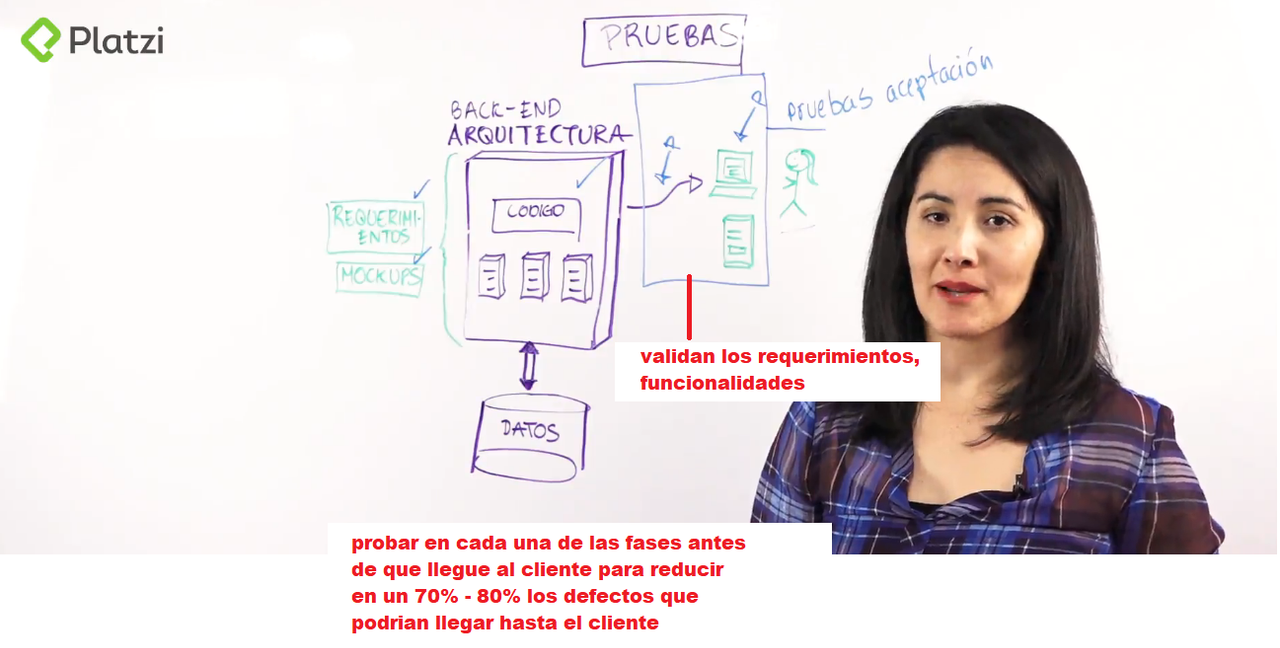 Platzi
PRUEBAS
pruebas aceptación
BACK-END
ARQUITECTURA
CODIGO
REQUERIMI-
ENTOS
MOCKUPS
DATOS
validan los requerimientos,
funcionalidades
probar en cada una de las fases antes
de que llegue al cliente para reducir
en un 70% - 80% los defectos que
podrian llegar hasta el cliente